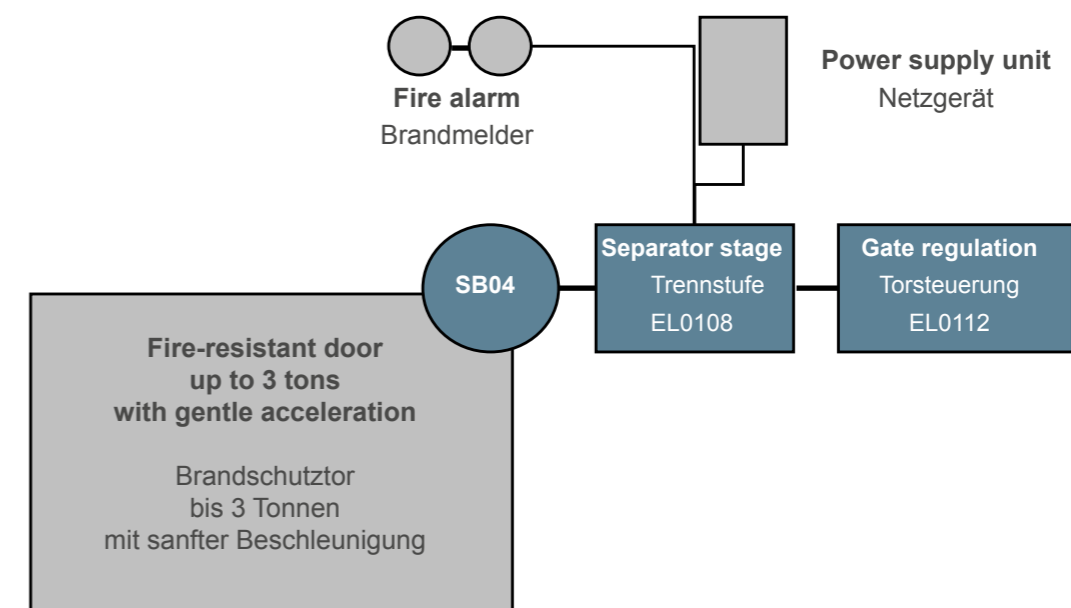 Fire alarm
Brandmelder
Power supply unit
Netzgerät
SB04
Separator stage
Trennstufe
EL0108
Gate regulation
Torsteuerung
EL0112
Fire-resistant door
up to 3 tons
with gentle acceleration
Brandschutztor
bis 3 Tonnen
mit sanfter Beschleunigung